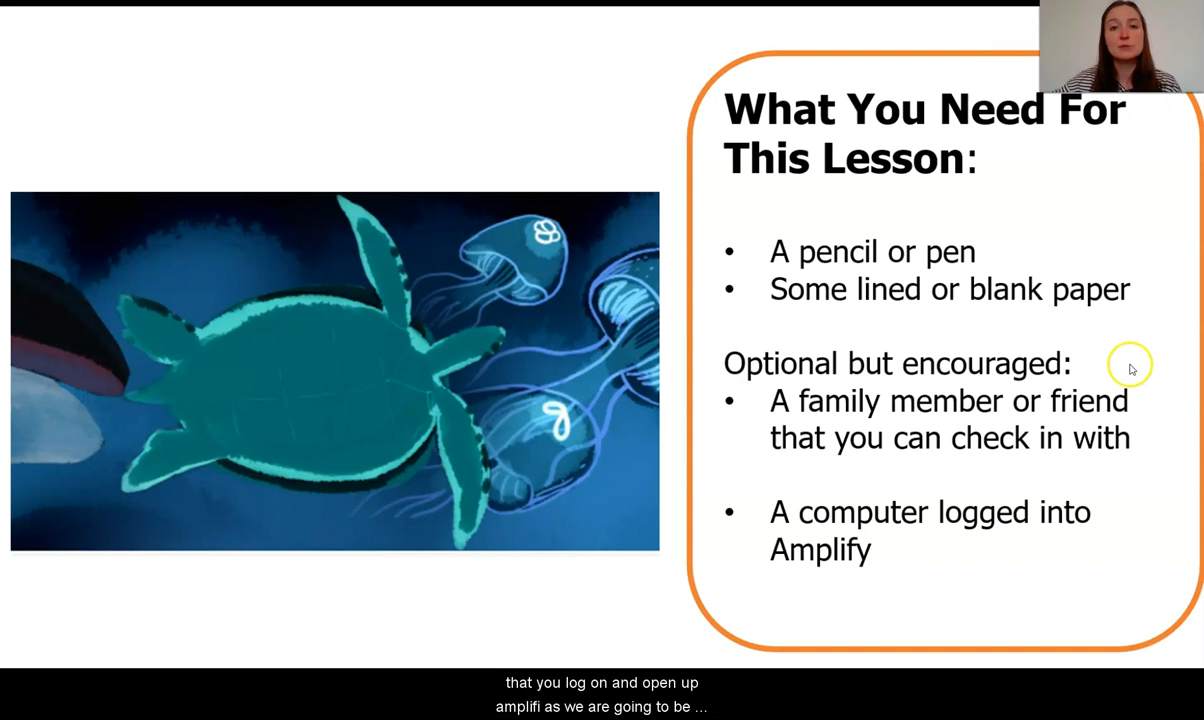 What You Need For
This Lesson:
• A pencil or pen
• Some lined or blank paper
Optional but encouraged:
• A family member or friend
that you can check in with
• A computer logged into
Amplify
that you log on and open up
amplifi as we are going to be ...